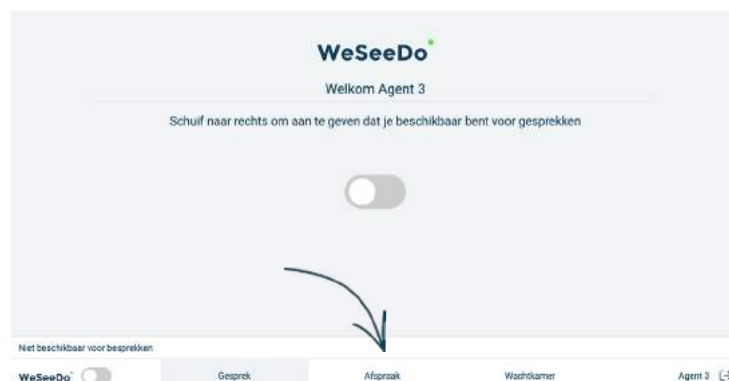 WeSeeDo
Welkom Agent 3
Schuif naar rechts om aan te geven dat je beschikbaar bent voor gesprekken
Niet beschikbaar voor besprekken
WeSeeDo Gesprek Afspraak Wachtkamer Agent 3